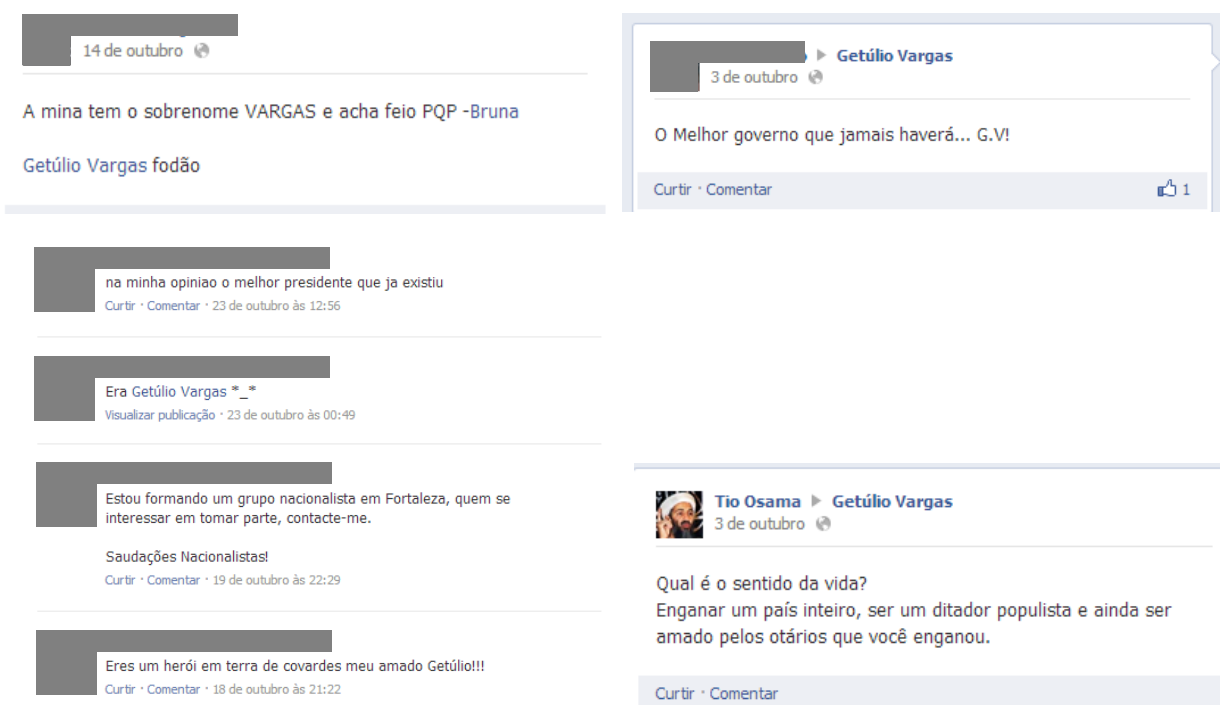 14 de outubro
A mina tem o sobrenome VARGAS e acha feio PQP -Bruna
Getúlio Vargas fodão
na minha opiniao o melhor presidente que ja existiu
Curtir · Comentar · 23 de outubro às 12:56
Era Getúlio Vargas *_*
Visualizar publicação · 23 de outubro às 00:49
Estou formando um grupo nacionalista em Fortaleza, quem se
interessar em tomar parte, contacte-me.
Saudações Nacionalistas!
Curtir · Comentar · 19 de outubro às 22:29
Eres um herói em terra de covardes meu amado Getúlio!!!
Curtir · Comentar · 18 de outubro às 21:22
Getúlio Vargas
3 de outubro
O Melhor governo que jamais haverá... G.V!
Curtir · Comentar 1
Tio Osama Getúlio Vargas
3 de outubro
Qual é o sentido da vida?
Enganar um país inteiro, ser um ditador populista e ainda ser
amado pelos otários que você enganou.
Curtir · Comentar